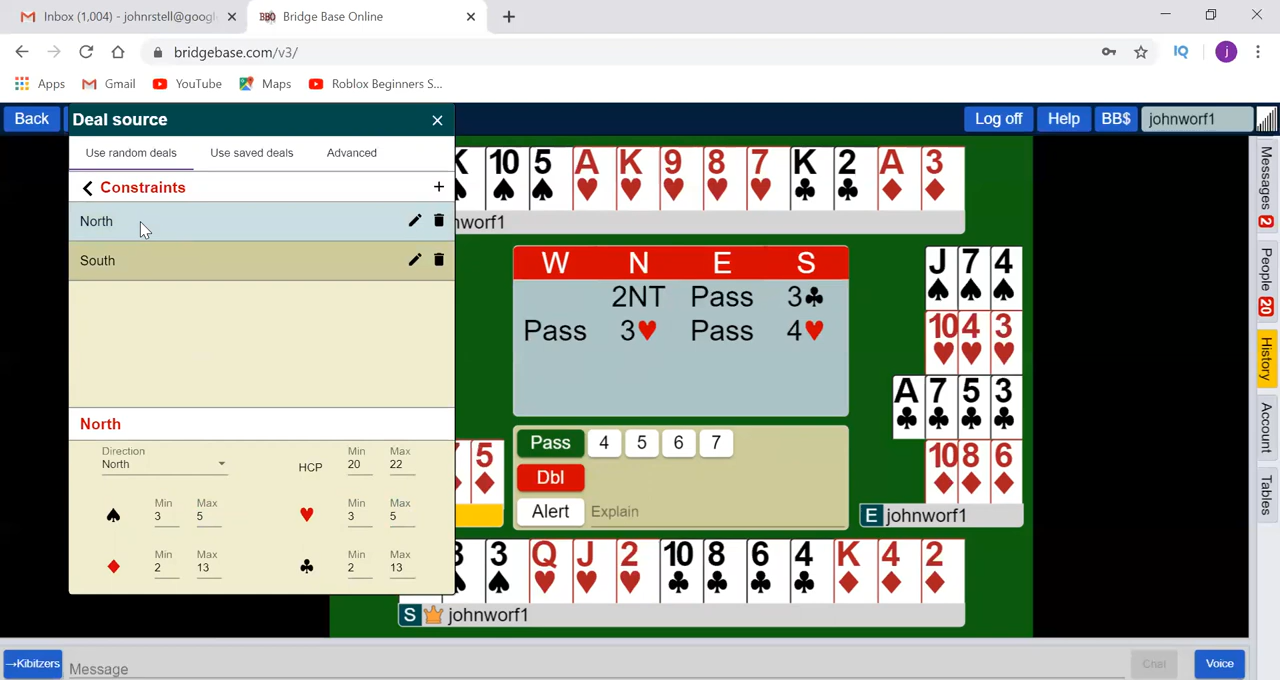 Inbox (1,004) - johnrstell@googl
Bridge Base Online
bridgebase.com/v3/
IQ
j
Apps
Gmail
YouTube
Maps
Roblox Beginners S...
Back
Deal source
Log off
Help
BB$
johnworf1
Use random deals
Use saved deals
Advanced
Constraints
North
South
North
Direction
North
HCP
Min
20
Max
22
Min
3
Max
5
Min
3
Max
5
Min
2
Max
13
Min
2
Max
13
K 10 5 A K 9 8 7 K 2 A 3
nworf1
W N E S
2NT Pass 3♣
Pass 3♥ Pass 4♥
Pass 4 5 6 7
Dbl
Alert
Explain
J 7 4
10 4 3
A 7 5 3
10 8 6
E johnworf1
5
3 Q J 2 10 8 6 4 K 4 2
S johnworf1
Messages 2
People 20
History
Account
Tables
→Kibitzers
Message
Chat
Voice